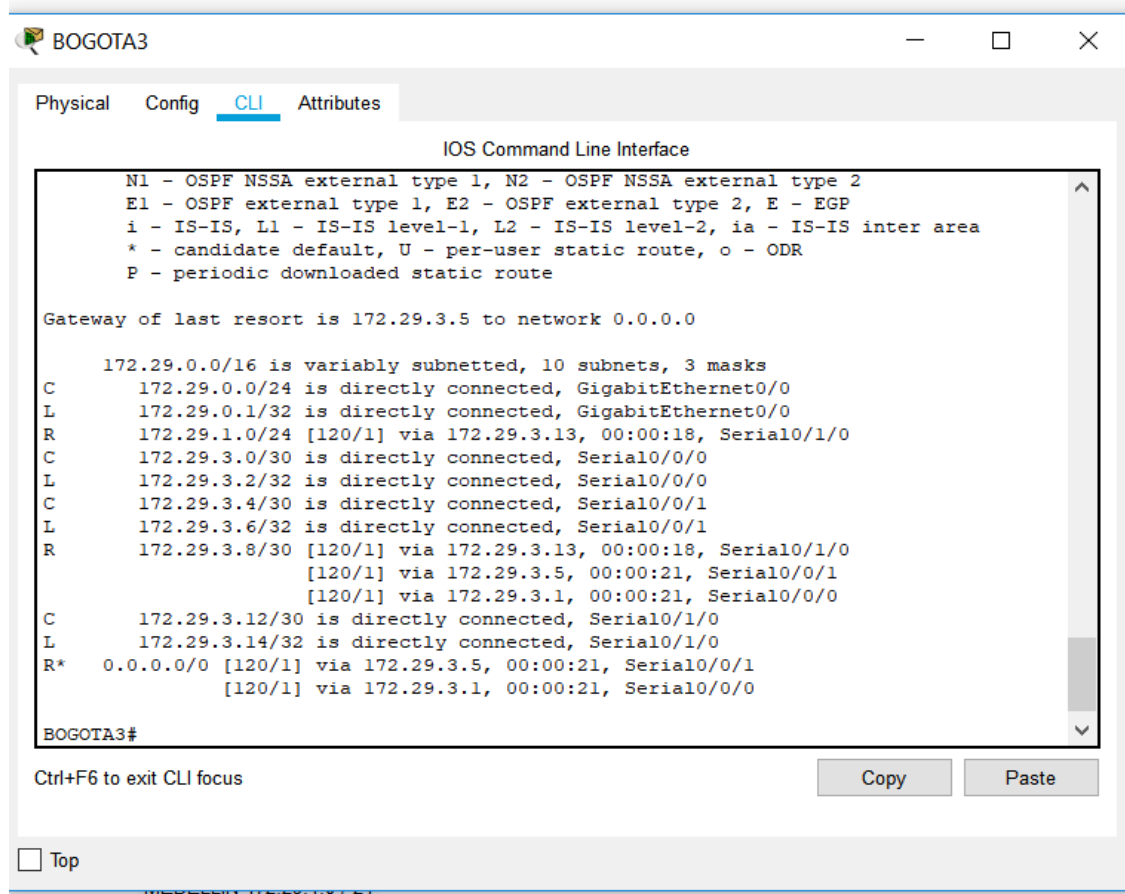 BOGOTA3
Physical Config CLI Attributes
IOS Command Line Interface
N1 - OSPF NSSA external type 1, N2 - OSPF NSSA external type 2
E1 - OSPF external type 1, E2 - OSPF external type 2, E - EGP
i - IS-IS, L1 - IS-IS level-1, L2 - IS-IS level-2, ia - IS-IS inter area
* - candidate default, U - per-user static route, o - ODR
P - periodic downloaded static route
Gateway of last resort is 172.29.3.5 to network 0.0.0.0
172.29.0.0/16 is variably subnetted, 10 subnets, 3 masks
C 172.29.0.0/24 is directly connected, GigabitEthernet0/0
L 172.29.0.1/32 is directly connected, GigabitEthernet0/0
R 172.29.1.0/24 [120/1] via 172.29.3.13, 00:00:18, Serial0/1/0
C 172.29.3.0/30 is directly connected, Serial0/0/0
L 172.29.3.2/32 is directly connected, Serial0/0/0
C 172.29.3.4/30 is directly connected, Serial0/0/1
L 172.29.3.6/32 is directly connected, Serial0/0/1
R 172.29.3.8/30 [120/1] via 172.29.3.13, 00:00:18, Serial0/1/0
[120/1] via 172.29.3.5, 00:00:21, Serial0/0/1
[120/1] via 172.29.3.1, 00:00:21, Serial0/0/0
C 172.29.3.12/30 is directly connected, Serial0/1/0
L 172.29.3.14/32 is directly connected, Serial0/1/0
R* 0.0.0.0/0 [120/1] via 172.29.3.5, 00:00:21, Serial0/0/1
[120/1] via 172.29.3.1, 00:00:21, Serial0/0/0
BOGOTA3#
Ctrl+F6 to exit CLI focus
Copy Paste
Top